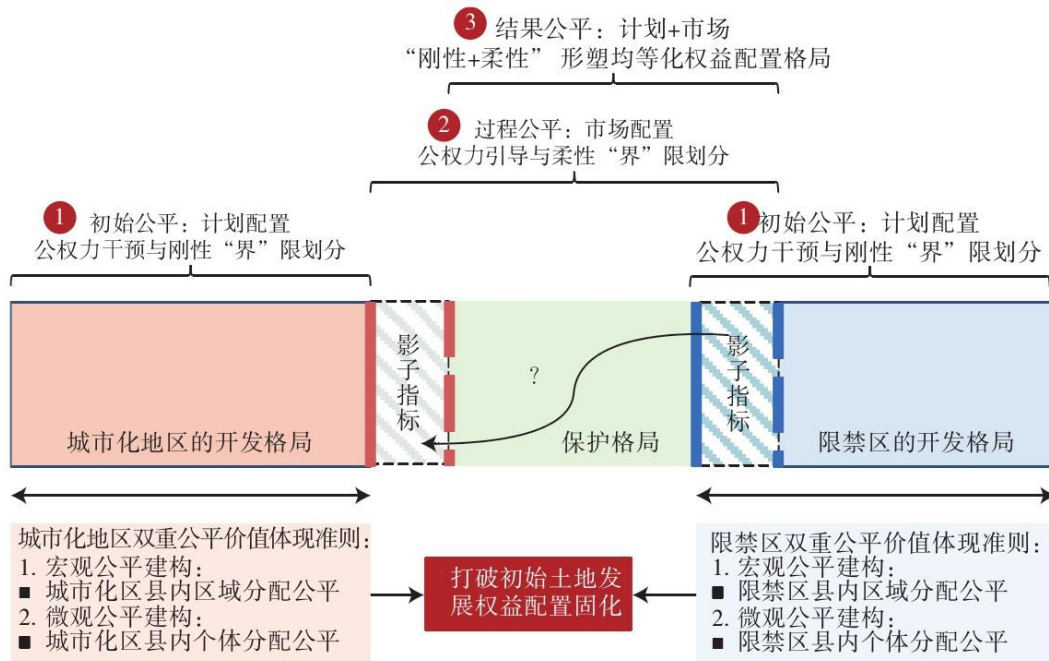 3 结果公平：计划+市场
“刚性+柔性” 形塑均等化权益配置格局
2 过程公平：市场配置
公权力引导与柔性“界”限划分
1 初始公平：计划配置
公权力干预与刚性“界”限划分
1 初始公平：计划配置
公权力干预与刚性“界”限划分
城市化地区的开发格局
影子指标
?
保护格局
影子指标
限禁区的开发格局
城市化地区双重公平价值体现准则：
1. 宏观公平建构：
■ 城市化区县内区域分配公平
2. 微观公平建构：
■ 城市化区县内个体分配公平
打破初始土地发
展权益配置固化
限禁区双重公平价值体现准则：
1. 宏观公平建构：
■ 限禁区县内区域分配公平
2. 微观公平建构：
■ 限禁区县内个体分配公平